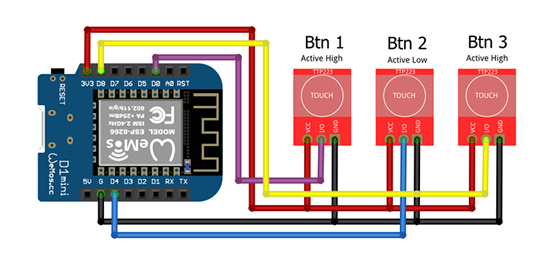 Btn 1
Active High
Btn 2
Active Low
Btn 3
Active High
TTP223
TOUCH
VCC
I/O
GND
TTP223
TOUCH
VCC
I/O
GND
TTP223
TOUCH
VCC
I/O
GND
3V3 D8 D7 D6 D5 D0 A0 RST
RESET
MODEL ESP-8266
ISM 2.4GHz
PA +25dBm
802.11b/g/n
FC
WeMos
D1 mini
WeMos.cc
5V G D4 D3 D2 D1 RX TX